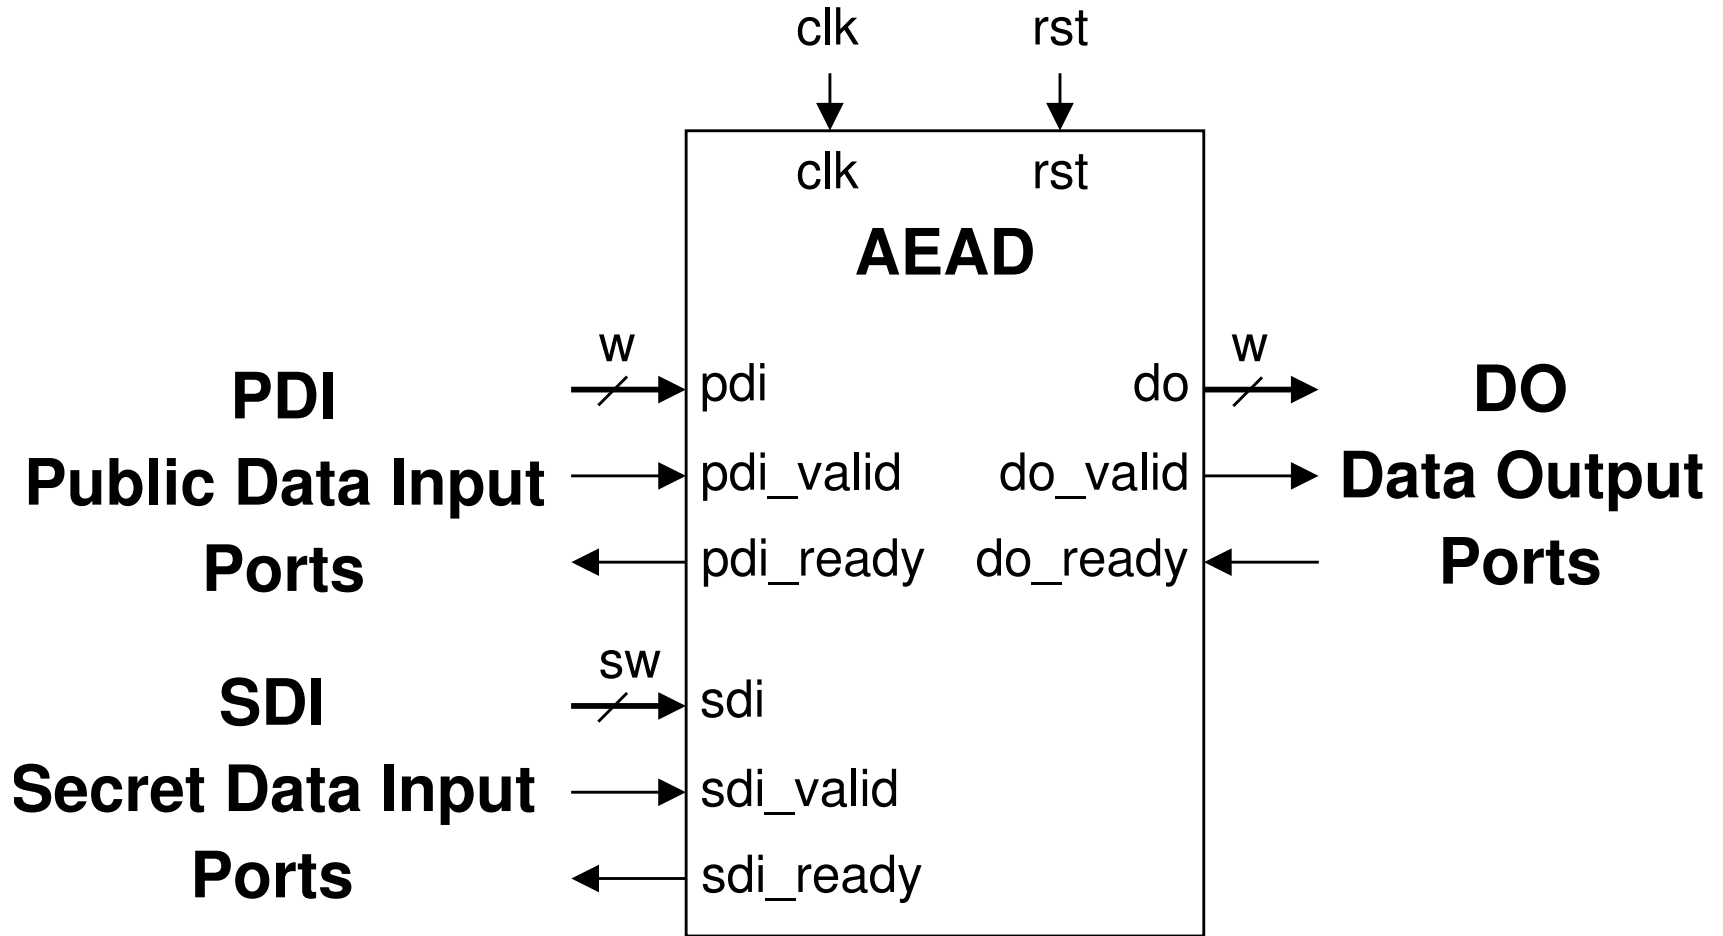 clk rst
clk rst
AEAD
w w
PDI pdi do DO
Public Data Input pdi_valid do_valid Data Output
Ports pdi_ready do_ready Ports
sw
SDI sdi
Secret Data Input sdi_valid
Ports sdi_ready